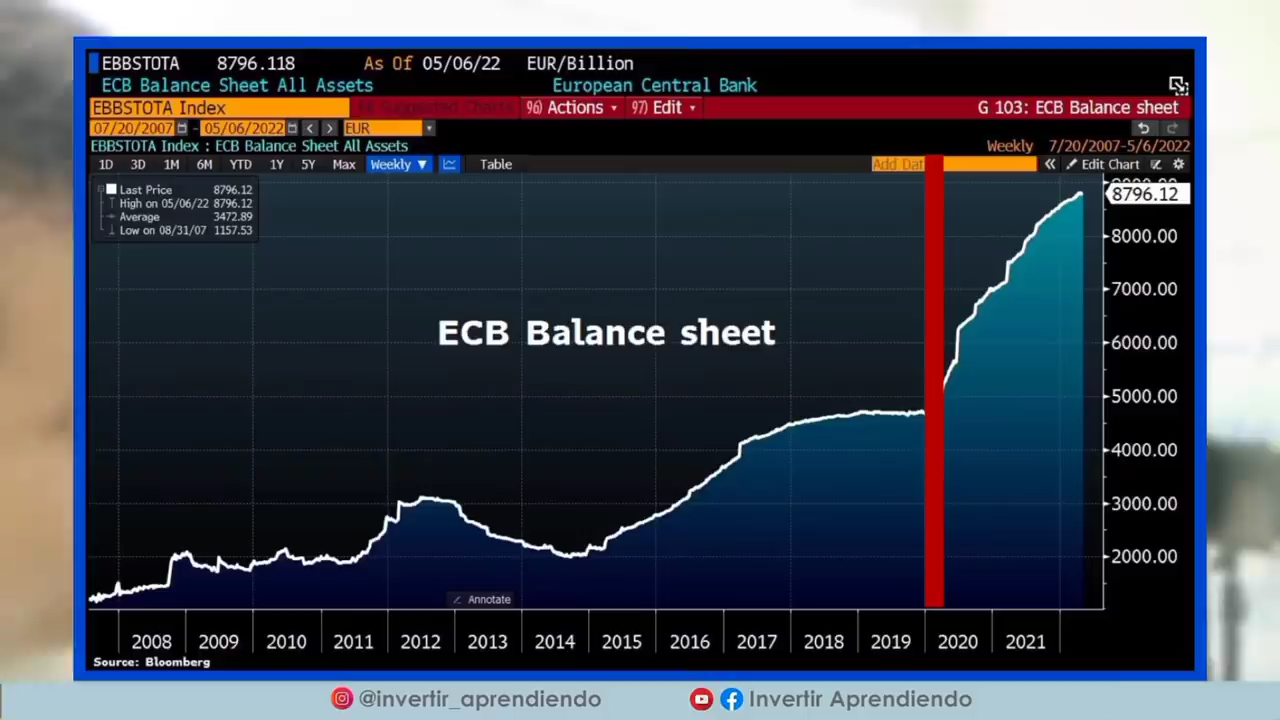 EBBSTOTA 8796.118 As Of 05/06/22 EUR/Billion
ECB Balance Sheet All Assets European Central Bank
EBBSTOTA Index 96) Actions 97) Edit G 103: ECB Balance sheet
07/20/2007 - 05/06/2022 < > EUR
EBBSTOTA Index : ECB Balance Sheet All Assets Weekly 7/20/2007-5/6/2022
1D 3D 1M 6M YTD 1Y 5Y Max Weekly ▼ Table Add Dat « Edit Chart
Last Price 8796.12
High on 05/06/22 8796.12
Average 3472.89
Low on 08/31/07 1157.53
8796.12
8000.00
7000.00
ECB Balance sheet
6000.00
5000.00
4000.00
3000.00
2000.00
Annotate
2008 2009 2010 2011 2012 2013 2014 2015 2016 2017 2018 2019 2020 2021
Source: Bloomberg
@invertir_aprendiendo Invertir Aprendiendo